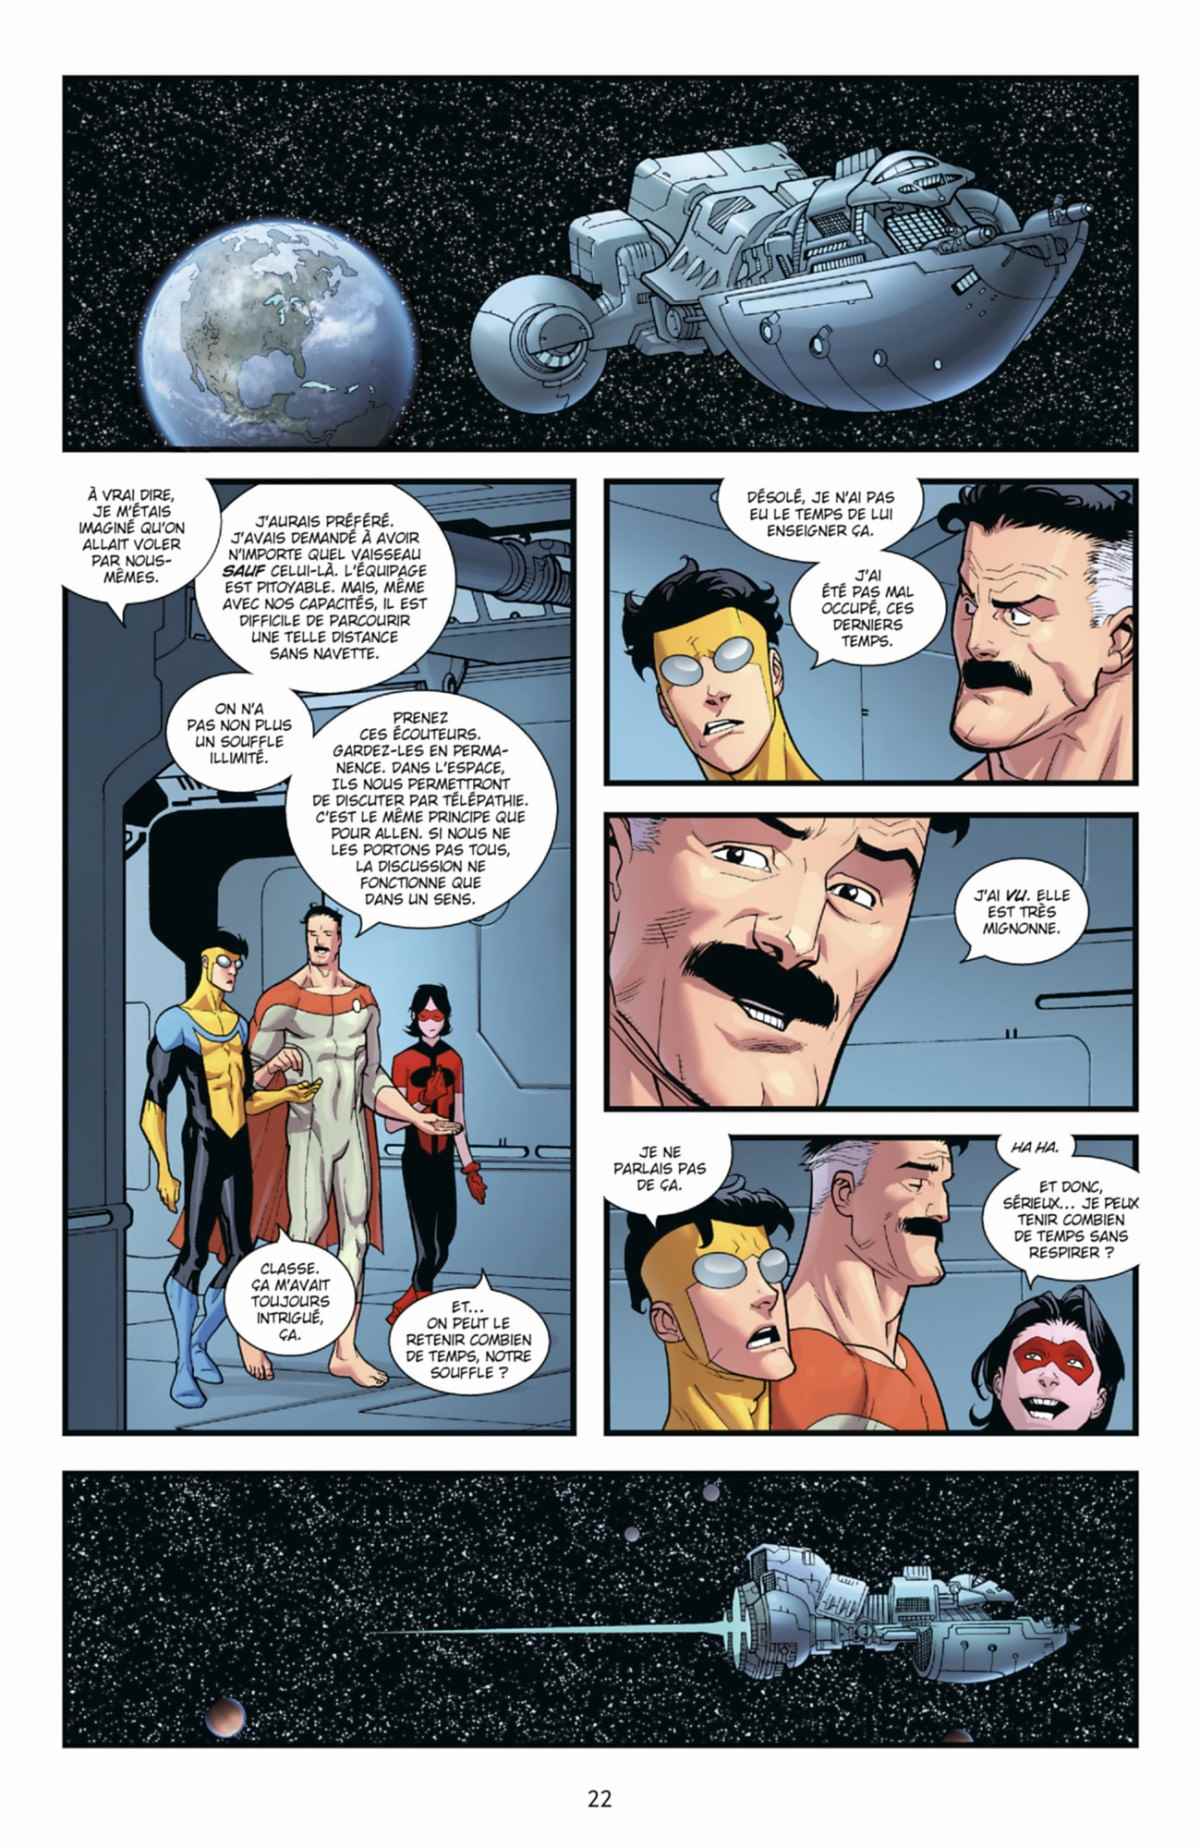 À VRAI DIRE,
JE M'ÉTAIS
IMAGINÉ QU'ON
ALLAIT VOLER
PAR NOUS-
MÊMES.
J'AURAIS PRÉFÉRÉ.
J'AVAIS DEMANDÉ À AVOIR
N'IMPORTE QUEL VAISSEAU
SAUF CELUI-LÀ. L'ÉQUIPAGE
EST PITOYABLE. MAIS, MÊME
AVEC NOS CAPACITÉS, IL EST
DIFFICILE DE PARCOURIR
UNE TELLE DISTANCE
SANS NAVETTE.
ON N'A
PAS NON PLUS
UN SOUFFLE
ILLIMITÉ.
PRENEZ
CES ÉCOUTEURS.
GARDEZ-LES EN PERMA-
NENCE. DANS L'ESPACE,
ILS NOUS PERMETTRONT
DE DISCUTER PAR TÉLÉPATHIE.
C'EST LE MÊME PRINCIPE QUE
POUR ALLEN. SI NOUS NE
LES PORTONS PAS TOUS,
LA DISCUSSION NE
FONCTIONNE QUE
DANS UN SENS.
CLASSE.
ÇA M'AVAIT
TOUJOURS
INTRIGUÉ,
ÇA.
ET...
ON PEUT LE
RETENIR COMBIEN
DE TEMPS, NOTRE
SOUFFLE ?
DÉSOLÉ, JE N'AI PAS
EU LE TEMPS DE LUI
ENSEIGNER ÇA.
J'AI
ÉTÉ PAS MAL
OCCUPÉ, CES
DERNIERS
TEMPS.
J'AI VU. ELLE
EST TRÈS
MIGNONNE.
JE NE
PARLAIS PAS
DE ÇA.
HA HA.
ET DONC,
SÉRIEUX... JE PEUX
TENIR COMBIEN
DE TEMPS SANS
RESPIRER ?
22